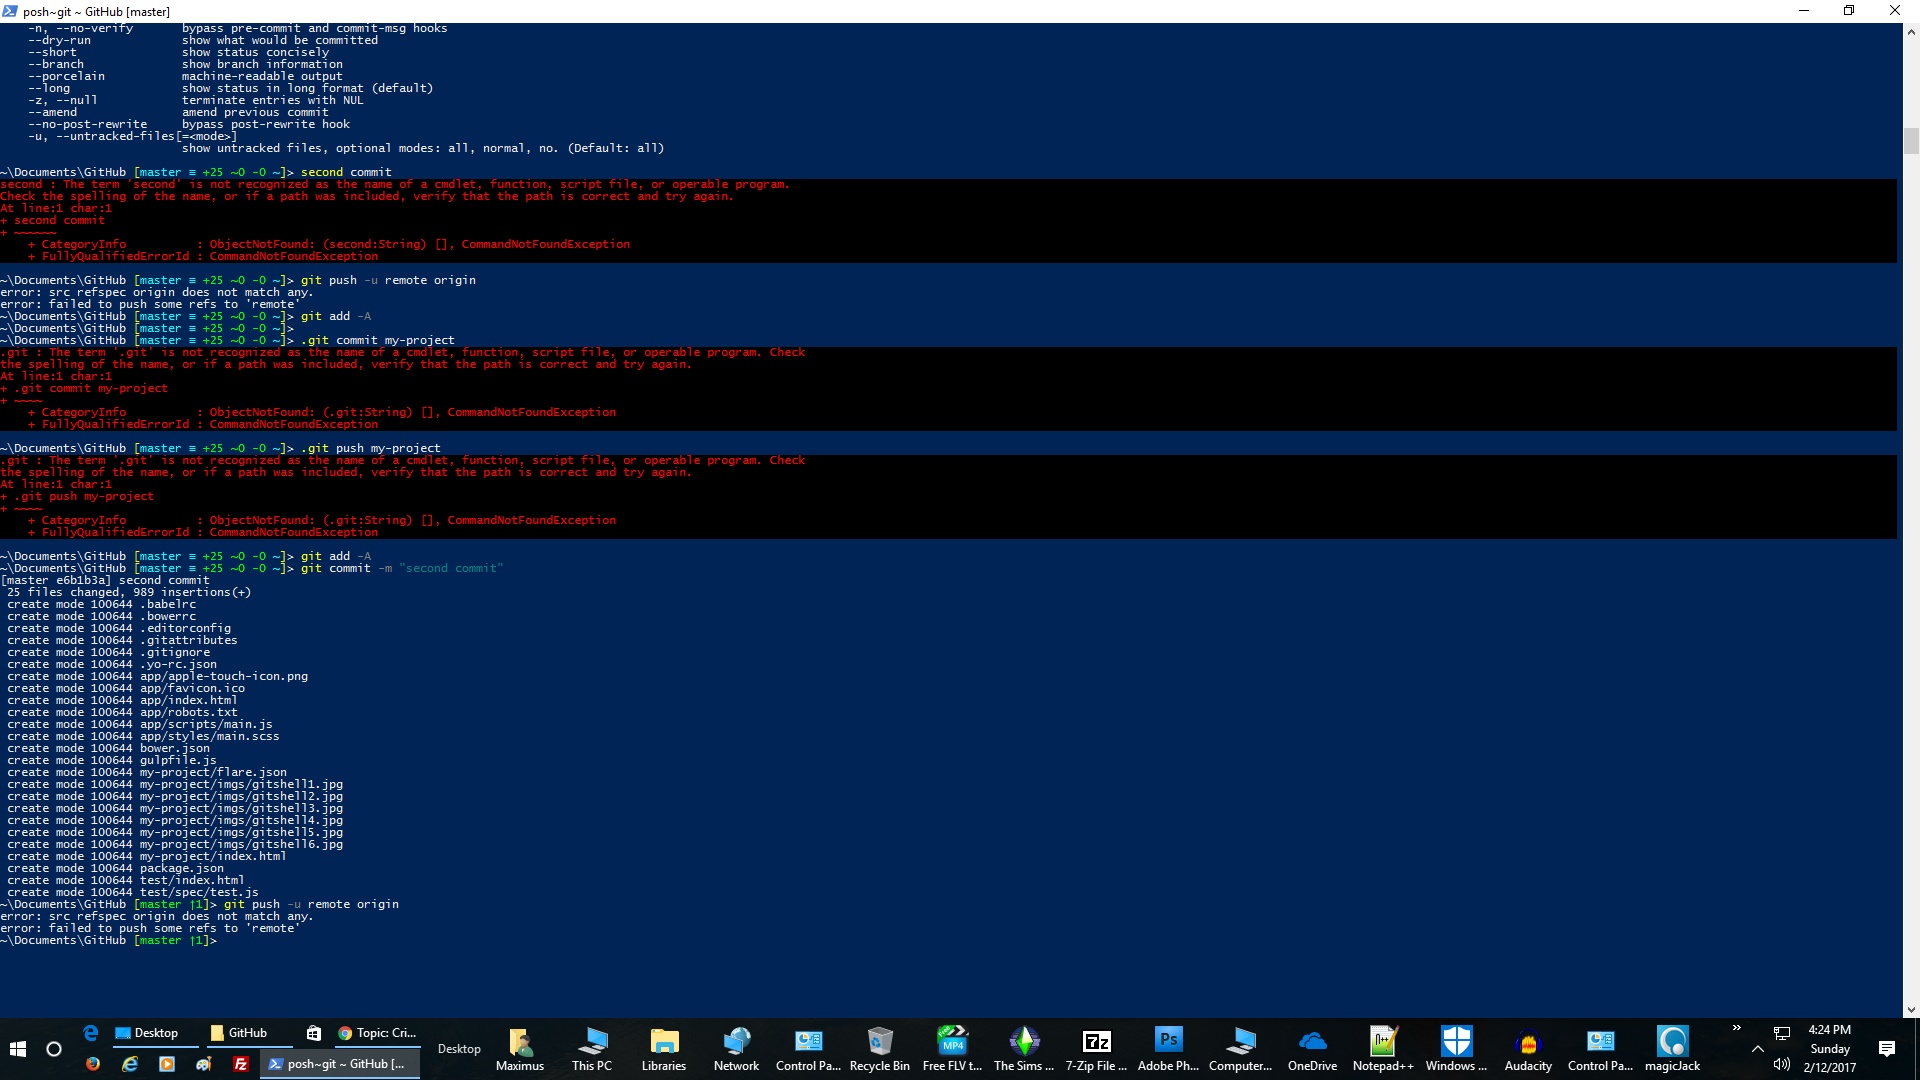 posh~git ~ GitHub [master]
-n, --no-verify       bypass pre-commit and commit-msg hooks
--dry-run             show what would be committed
--short               show status concisely
--branch              show branch information
--porcelain           machine-readable output
--long                show status in long format (default)
-z, --null            terminate entries with NUL
--amend               amend previous commit
--no-post-rewrite     bypass post-rewrite hook
-u, --untracked-files[=<mode>]
show untracked files, optional modes: all, normal, no. (Default: all)
~\Documents\GitHub [master ≡ +25 ~0 -0 ~]> second commit
second : The term 'second' is not recognized as the name of a cmdlet, function, script file, or operable program.
Check the spelling of the name, or if a path was included, verify that the path is correct and try again.
At line:1 char:1
+ second commit
+ ~~~~~~
+ CategoryInfo          : ObjectNotFound: (second:String) [], CommandNotFoundException
+ FullyQualifiedErrorId : CommandNotFoundException
~\Documents\GitHub [master ≡ +25 ~0 -0 ~]> git push -u remote origin
error: src refspec origin does not match any.
error: failed to push some refs to 'remote'
~\Documents\GitHub [master ≡ +25 ~0 -0 ~]> git add -A
~\Documents\GitHub [master ≡ +25 ~0 -0 ~]>
~\Documents\GitHub [master ≡ +25 ~0 -0 ~]> .git commit my-project
.git : The term '.git' is not recognized as the name of a cmdlet, function, script file, or operable program. Check
the spelling of the name, or if a path was included, verify that the path is correct and try again.
At line:1 char:1
+ .git commit my-project
+ ~~~~
+ CategoryInfo          : ObjectNotFound: (.git:String) [], CommandNotFoundException
+ FullyQualifiedErrorId : CommandNotFoundException
~\Documents\GitHub [master ≡ +25 ~0 -0 ~]> .git push my-project
.git : The term '.git' is not recognized as the name of a cmdlet, function, script file, or operable program. Check
the spelling of the name, or if a path was included, verify that the path is correct and try again.
At line:1 char:1
+ .git push my-project
+ ~~~~
+ CategoryInfo          : ObjectNotFound: (.git:String) [], CommandNotFoundException
+ FullyQualifiedErrorId : CommandNotFoundException
~\Documents\GitHub [master ≡ +25 ~0 -0 ~]> git add -A
~\Documents\GitHub [master ≡ +25 ~0 -0 ~]> git commit -m "second commit"
[master e6b1b3a] second commit
25 files changed, 989 insertions(+)
create mode 100644 .babelrc
create mode 100644 .bowerrc
create mode 100644 .editorconfig
create mode 100644 .gitattributes
create mode 100644 .gitignore
create mode 100644 .yo-rc.json
create mode 100644 app/apple-touch-icon.png
create mode 100644 app/favicon.ico
create mode 100644 app/index.html
create mode 100644 app/robots.txt
create mode 100644 app/scripts/main.js
create mode 100644 app/styles/main.scss
create mode 100644 bower.json
create mode 100644 gulpfile.js
create mode 100644 my-project/flare.json
create mode 100644 my-project/imgs/gitshell1.jpg
create mode 100644 my-project/imgs/gitshell2.jpg
create mode 100644 my-project/imgs/gitshell3.jpg
create mode 100644 my-project/imgs/gitshell4.jpg
create mode 100644 my-project/imgs/gitshell5.jpg
create mode 100644 my-project/imgs/gitshell6.jpg
create mode 100644 my-project/index.html
create mode 100644 package.json
create mode 100644 test/index.html
create mode 100644 test/spec/test.js
~\Documents\GitHub [master ↑1]> git push -u remote origin
error: src refspec origin does not match any.
error: failed to push some refs to 'remote'
~\Documents\GitHub [master ↑1]>
Desktop
GitHub
Topic: Cri...
posh~git ~ GitHub [...
Desktop
Maximus
This PC
Libraries
Network
Control Pa...
Recycle Bin
MP4
Free FLV t...
The Sims ...
7z
7-Zip File ...
Ps
Adobe Ph...
Computer...
OneDrive
Notepad++
Windows ...
Audacity
Control Pa...
magicJack
»
4:24 PM
Sunday
2/12/2017